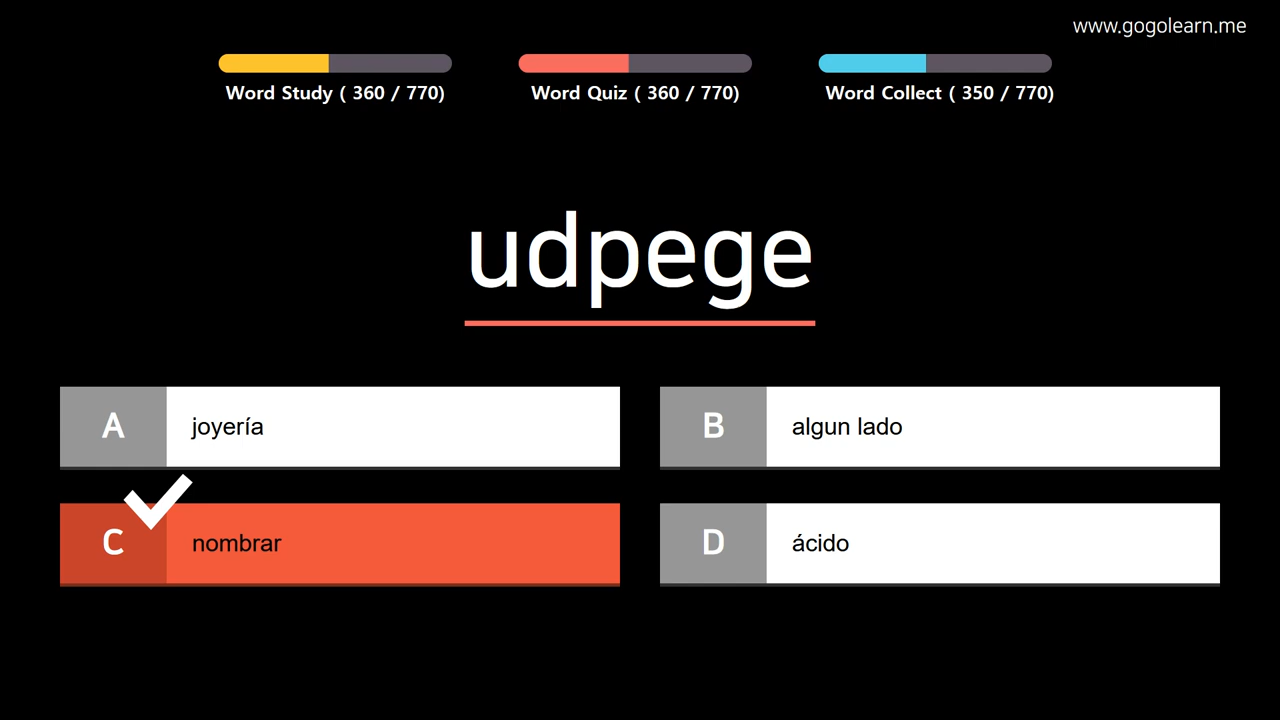 www.gogolearn.me
Word Study ( 360 / 770)
Word Quiz ( 360 / 770)
Word Collect ( 350 / 770)
udpege
A joyería
B algun lado
C nombrar
D ácido